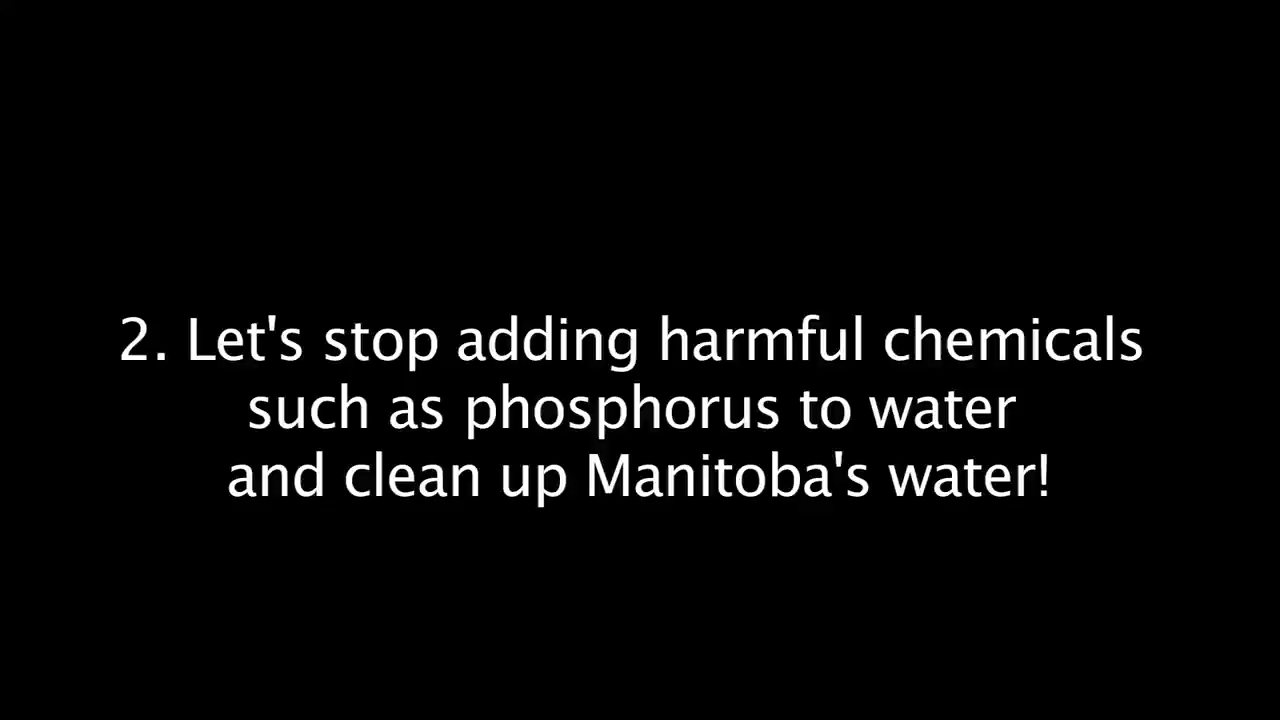 2. Let's stop adding harmful chemicals
such as phosphorus to water
and clean up Manitoba's water!